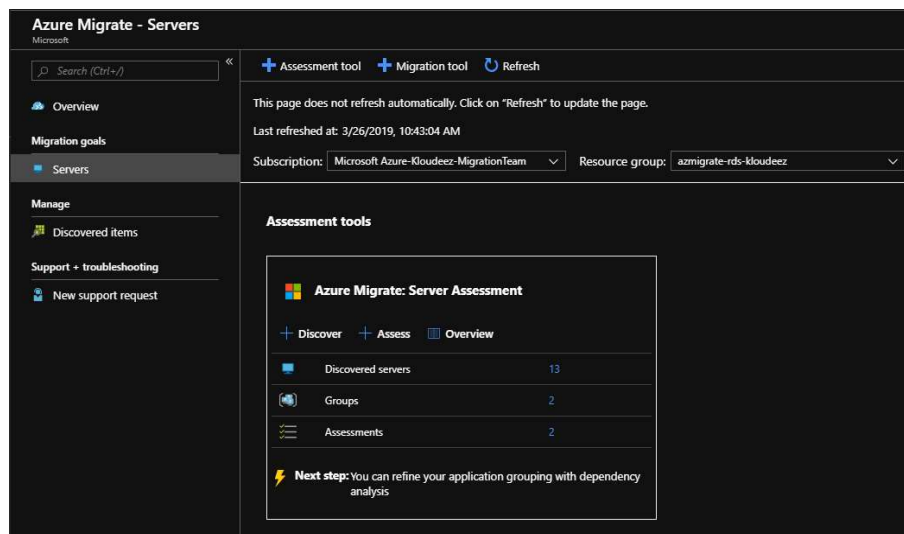 Azure Migrate - Servers
Microsoft
Search (Ctrl+/)
«
Overview
Migration goals
Servers
Manage
Discovered items
Support + troubleshooting
New support request
Assessment tool Migration tool Refresh
This page does not refresh automatically. Click on "Refresh" to update the page.
Last refreshed at: 3/26/2019, 10:43:04 AM
Subscription: Microsoft Azure-Kloudeez-MigrationTeam Resource group: azmigrate-rds-kloudeez
Assessment tools
Azure Migrate: Server Assessment
Discover Assess Overview
Discovered servers 13
Groups 2
Assessments 2
Next step: You can refine your application grouping with dependency
analysis